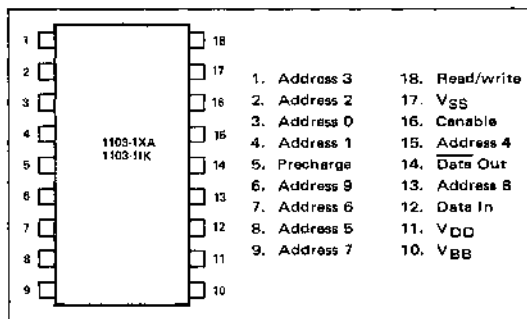 1 18
2 17
3 16
4 15
5 14
6 13
7 12
8 11
9 10
1103-1XA
1. Address 3
2. Address 2
3. Address 0
4. Address 1
5. Precharge
6. Address 9
7. Address 6
8. Address 5
9. Address 7
18. Read/write
17. VSS
16. Cenable
15. Address 4
14. Data Out
13. Address 8
12. Data In
11. VDD
10. VBB